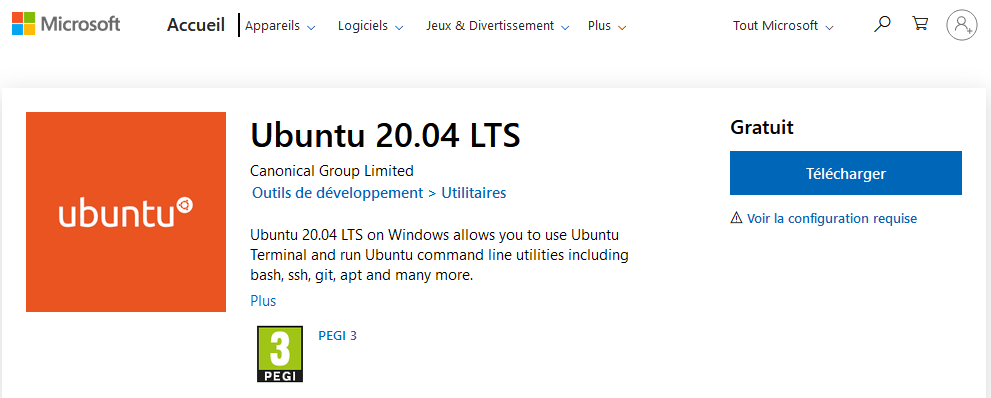 Microsoft Accueil Appareils Logiciels Jeux & Divertissement Plus Tout Microsoft
ubuntu
Ubuntu 20.04 LTS
Canonical Group Limited
Outils de développement > Utilitaires
Ubuntu 20.04 LTS on Windows allows you to use Ubuntu
Terminal and run Ubuntu command line utilities including
bash, ssh, git, apt and many more.
Plus
3
PEGI
PEGI 3
Gratuit
Télécharger
Voir la configuration requise